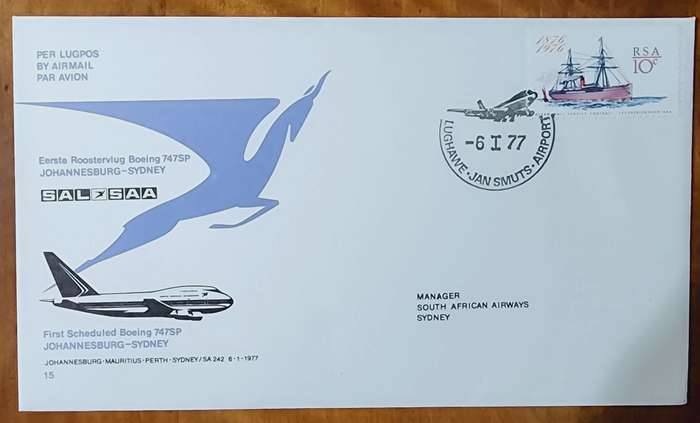 PER LUGPOS
BY AIRMAIL
PAR AVION
Eerste Roostervlug Boeing 747SP
JOHANNESBURG-SYDNEY
SAL SAA
First Scheduled Boeing 747SP
JOHANNESBURG-SYDNEY
JOHANNESBURG-MAURITIUS-PERTH-SYDNEY/SA 242 6-1-1977
15
1876
1976
RSA
10c
-6 I 77
LUGHAWE · JAN SMUTS · AIRPORT
MANAGER
SOUTH AFRICAN AIRWAYS
SYDNEY